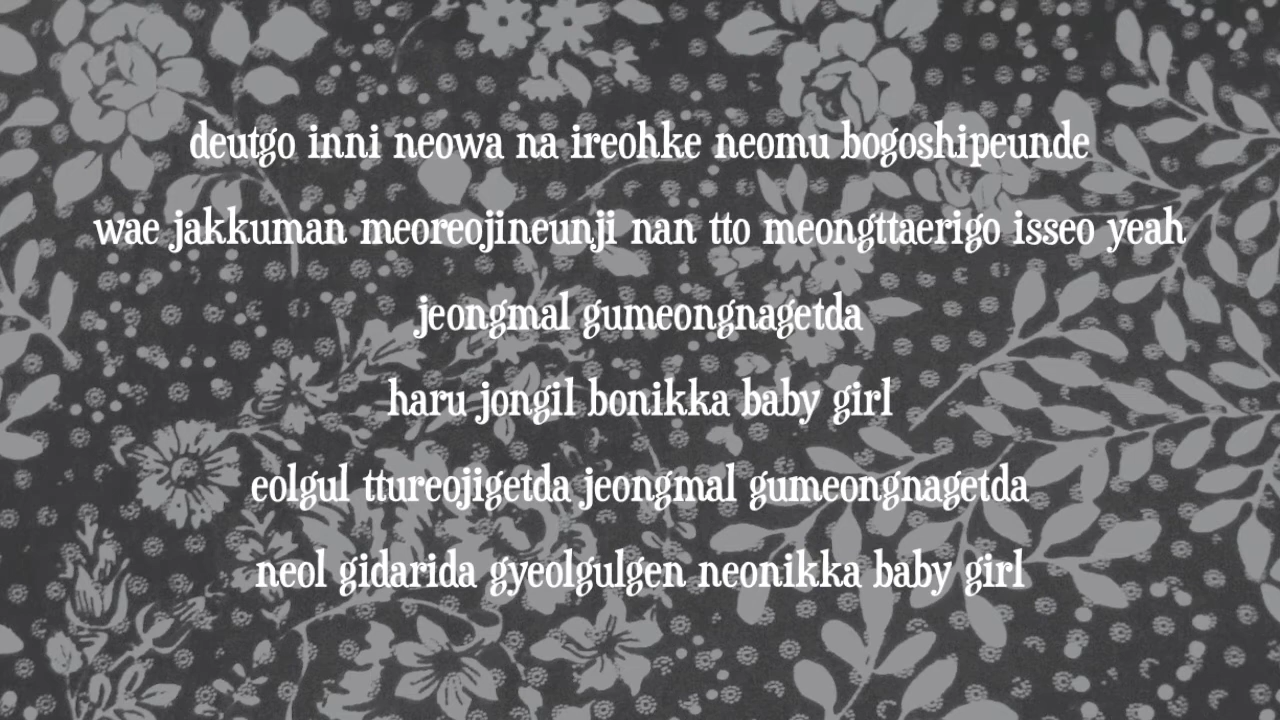 deutgo inni neowa na ireohke neomu bogoshipeunde
wae jakkuman meoreojineunji nan tto meongttaerigo isseo yeah
jeongmal gumeongnagetda
haru jongil bonikka baby girl
eolgul ttureojigetda jeongmal gumeongnagetda
neol gidarida gyeolgulgen neonikka baby girl